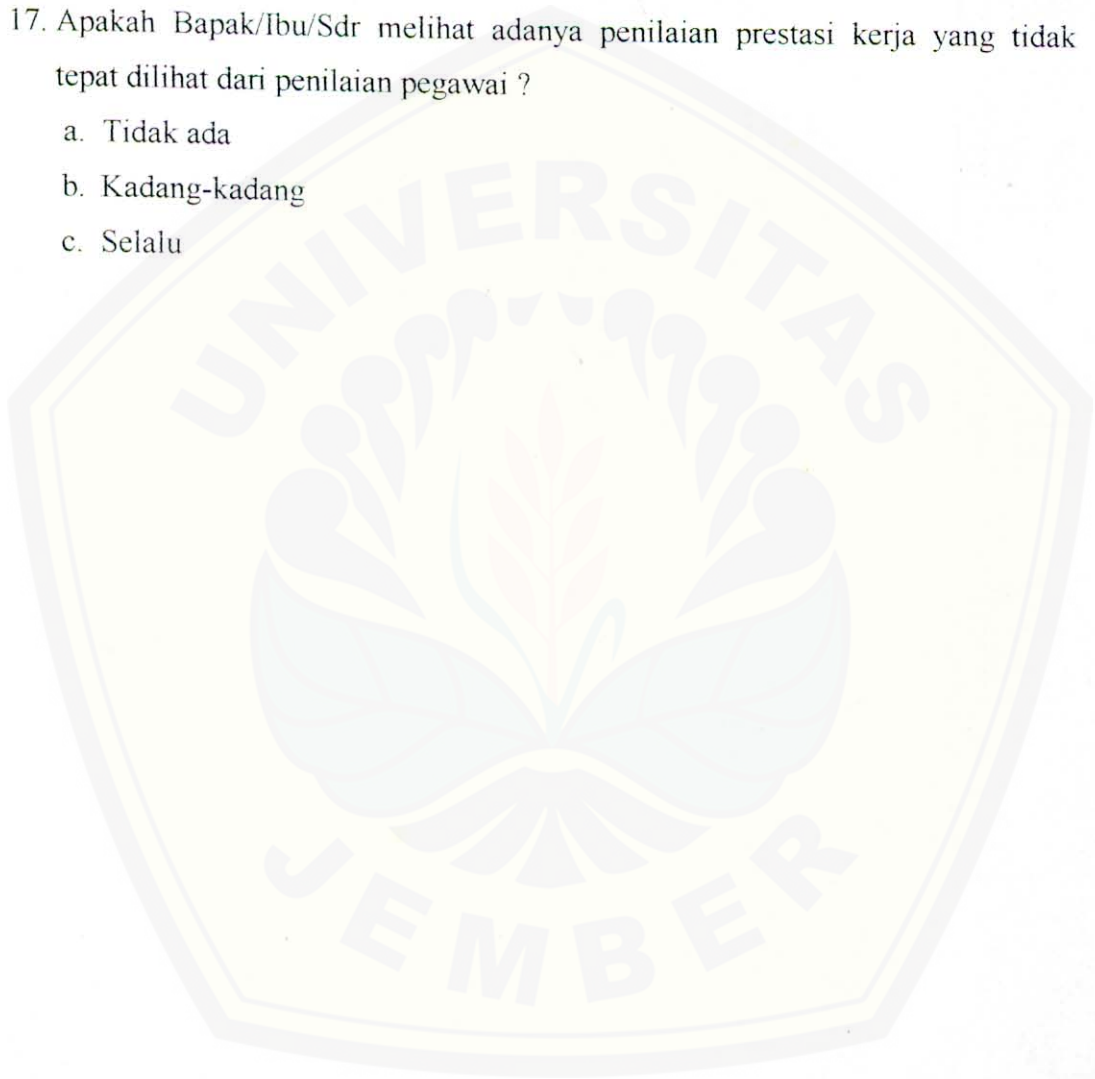 17. Apakah Bapak/Ibu/Sdr melihat adanya penilaian prestasi kerja yang tidak
tepat dilihat dari penilaian pegawai ?
a. Tidak ada
b. Kadang-kadang
c. Selalu
UNIVERSITAS
JEMBER